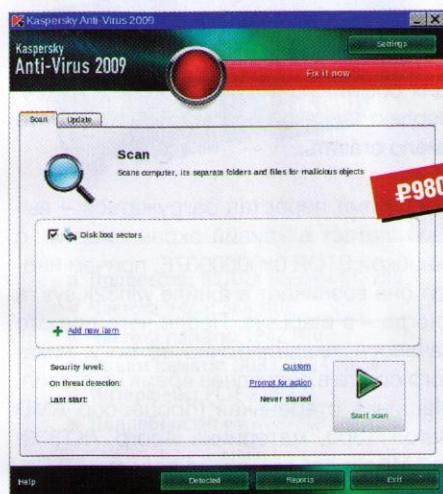 Kaspersky Anti-Virus 2009
Kaspersky
Anti-Virus 2009
Settings
Fix it now
Scan
Update
Scan
Scans computer, its separate folders and files for malicious objects
₽980
Disk boot sectors
Add new item
Security level:
Custom
On threat detection:
Prompt for action
Last start:
Never started
Start scan
Help
Detected
Reports
Exit